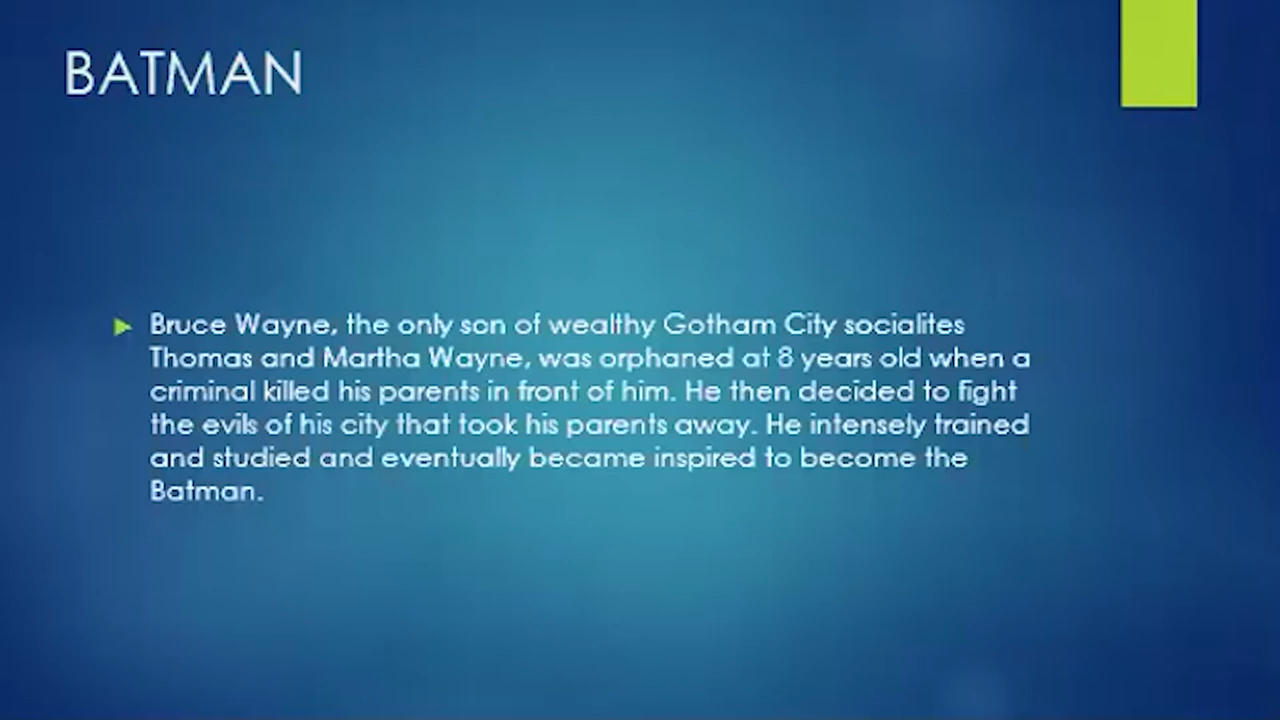 BATMAN
Bruce Wayne, the only son of wealthy Gotham City socialites
Thomas and Martha Wayne, was orphaned at 8 years old when a
criminal killed his parents in front of him. He then decided to fight
the evils of his city that took his parents away. He intensely trained
and studied and eventually became inspired to become the
Batman.